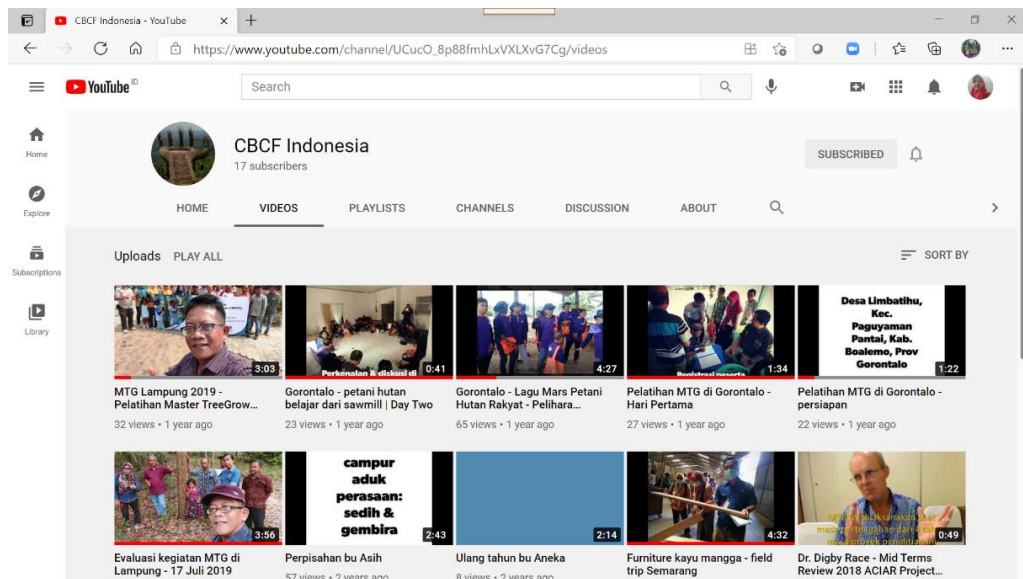 CBCF Indonesia - YouTube
https://www.youtube.com/channel/UCucO_8p88fmhLxVXLXvG7Cg/videos
YouTube ID
Search
Home
Explore
Subscriptions
Library
CBCF Indonesia
17 subscribers
SUBSCRIBED
HOME VIDEOS PLAYLISTS CHANNELS DISCUSSION ABOUT
Uploads PLAY ALL
SORT BY
3:03
MTG Lampung 2019 -
Pelatihan Master TreeGrow...
32 views • 1 year ago
Perkenalan & diskusi di
0:41
Gorontalo - petani hutan
belajar dari sawmill | Day Two
23 views • 1 year ago
4:27
Gorontalo - Lagu Mars Petani
Hutan Rakyat - Pelihara...
65 views • 1 year ago
Registrasi peserta
1:34
Pelatihan MTG di Gorontalo -
Hari Pertama
27 views • 1 year ago
Desa Limbatihu,
Kec.
Paguyaman
Pantai, Kab.
Boalemo, Prov
Gorontalo
1:22
Pelatihan MTG di Gorontalo -
persiapan
22 views • 1 year ago
3:56
Evaluasi kegiatan MTG di
Lampung - 17 Juli 2019
campur
aduk
perasaan:
sedih &
gembira
2:43
Perpisahan bu Asih
57 views • 2 years ago
2:14
Ulang tahun bu Aneka
8 views • 2 years ago
4:32
Furniture kayu mangga - field
trip Semarang
0:49
Dr. Digby Race - Mid Terms
Review 2018 ACIAR Project...